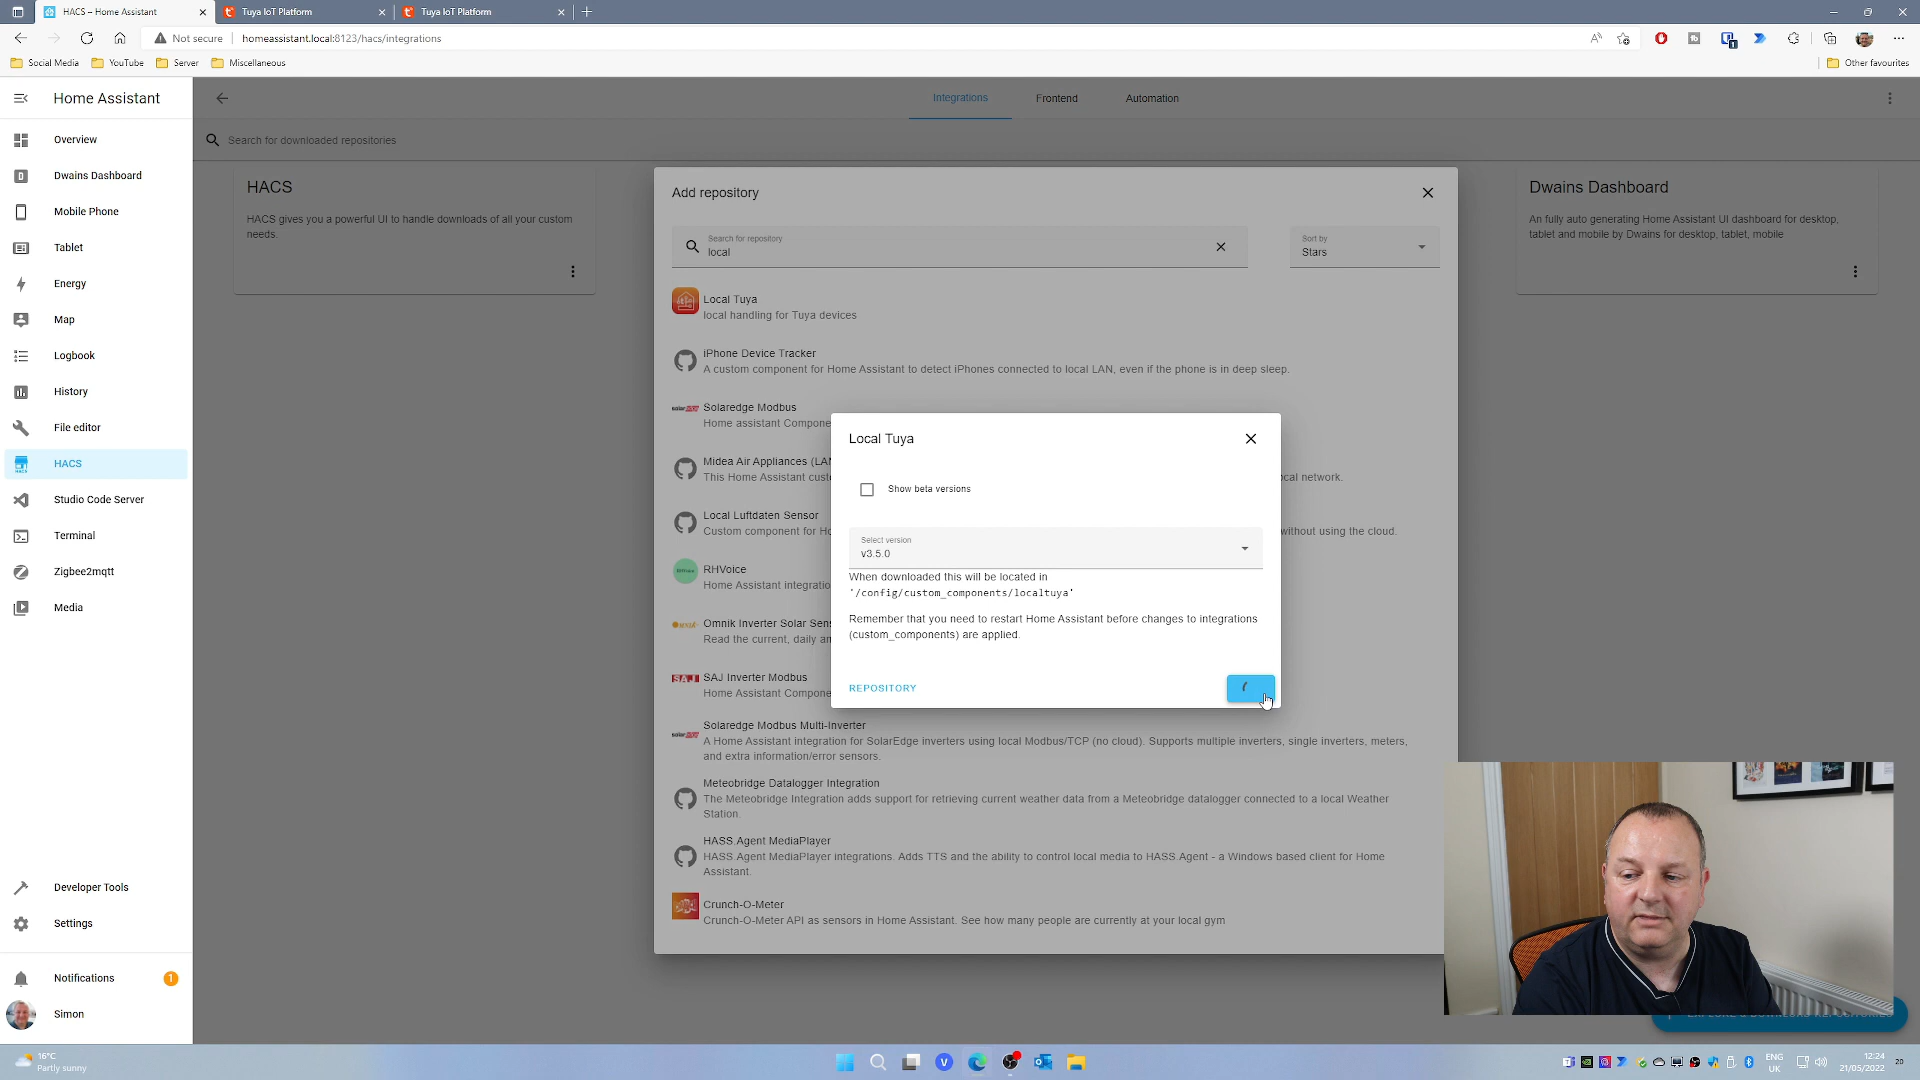 HACS – Home Assistant
Tuya IoT Platform
Tuya IoT Platform
Not secure
homeassistant.local:8123/hacs/integrations
Social Media
YouTube
Server
Miscellaneous
Other favourites
Home Assistant
Integrations
Frontend
Automation
Overview
Dwains Dashboard
Mobile Phone
Tablet
Energy
Map
Logbook
History
File editor
HACS
Studio Code Server
Terminal
Zigbee2mqtt
Media
Developer Tools
Settings
Notifications
1
Simon
Search for downloaded repositories
HACS
HACS gives you a powerful UI to handle downloads of all your custom
needs.
Dwains Dashboard
An fully auto generating Home Assistant UI dashboard for desktop,
tablet and mobile by Dwains for desktop, tablet, mobile
Add repository
Search for repository
local
Sort by
Stars
Local Tuya
local handling for Tuya devices
iPhone Device Tracker
A custom component for Home Assistant to detect iPhones connected to local LAN, even if the phone is in deep sleep.
Solaredge Modbus
Home assistant Compone
Midea Air Appliances (LAN
This Home Assistant cust
cal network.
Local Luftdaten Sensor
Custom component for Ho
without using the cloud.
RHVoice
Home Assistant integratio
Omnik Inverter Solar Sens
Read the current, daily an
SAJ Inverter Modbus
Home Assistant Compone
Solaredge Modbus Multi-Inverter
A Home Assistant integration for SolarEdge inverters using local Modbus/TCP (no cloud). Supports multiple inverters, single inverters, meters,
and extra information/error sensors.
Meteobridge Datalogger Integration
The Meteobridge Integration adds support for retrieving current weather data from a Meteobridge datalogger connected to a local Weather
Station.
HASS.Agent MediaPlayer
HASS.Agent MediaPlayer integrations. Adds TTS and the ability to control local media to HASS.Agent - a Windows based client for Home
Assistant.
Crunch-O-Meter
Crunch-O-Meter API as sensors in Home Assistant. See how many people are currently at your local gym
Local Tuya
Show beta versions
Select version
v3.5.0
When downloaded this will be located in
'/config/custom_components/localtuya'
Remember that you need to restart Home Assistant before changes to integrations
(custom_components) are applied.
REPOSITORY
16°C
Partly sunny
ENG
UK
12:24
21/05/2022
20